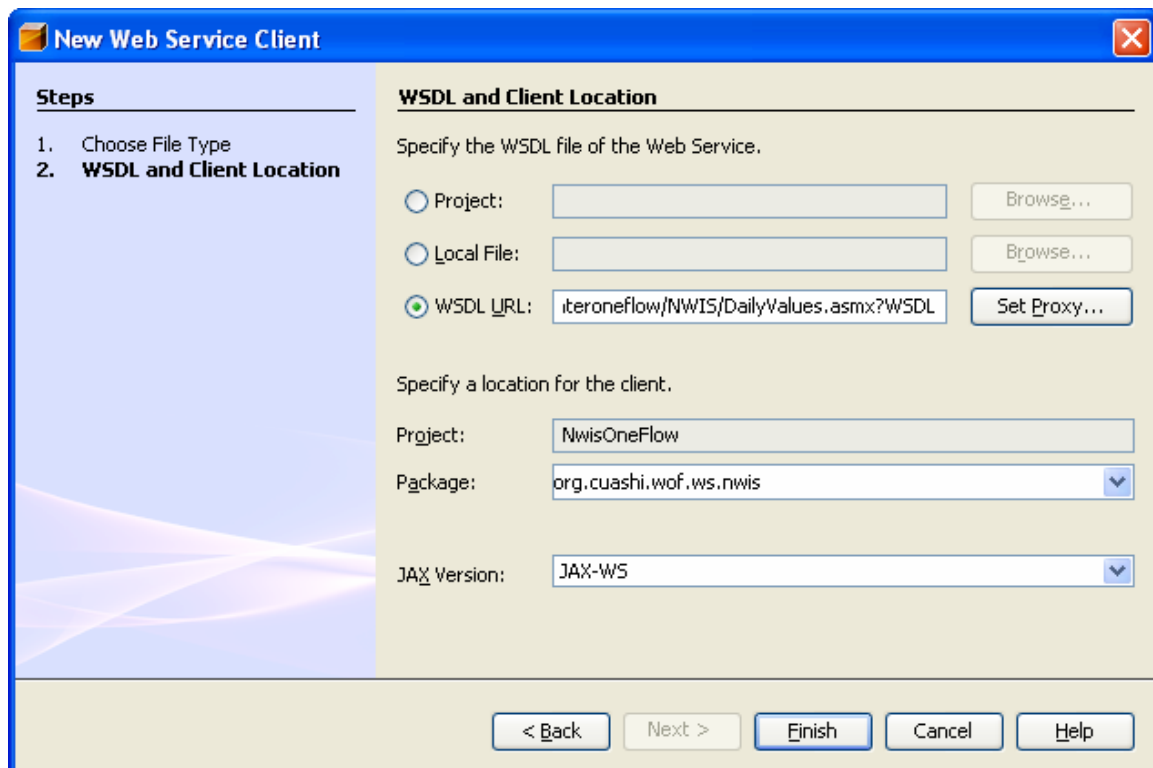 New Web Service Client
Steps
1. Choose File Type
2. WSDL and Client Location
WSDL and Client Location
Specify the WSDL file of the Web Service.
Project:
Browse...
Local File:
Browse...
WSDL URL: iteroneflow/NWIS/DailyValues.asmx?WSDL Set Proxy...
Specify a location for the client.
Project: NwisOneFlow
Package: org.cuashi.wof.ws.nwis
JAX Version: JAX-WS
< Back Next > Finish Cancel Help